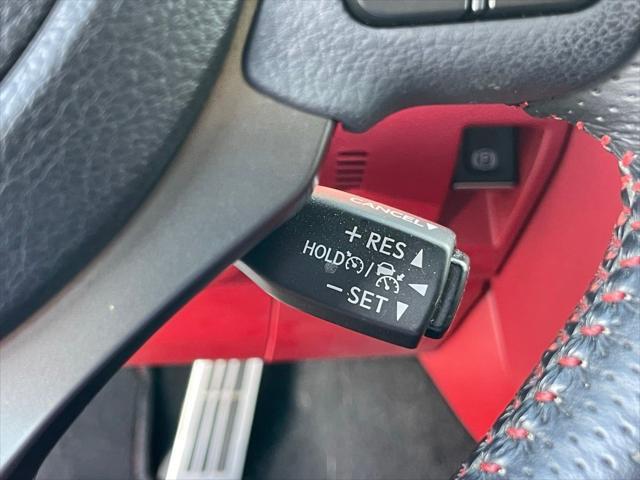 CANCEL
+ RES
HOLD /
- SET